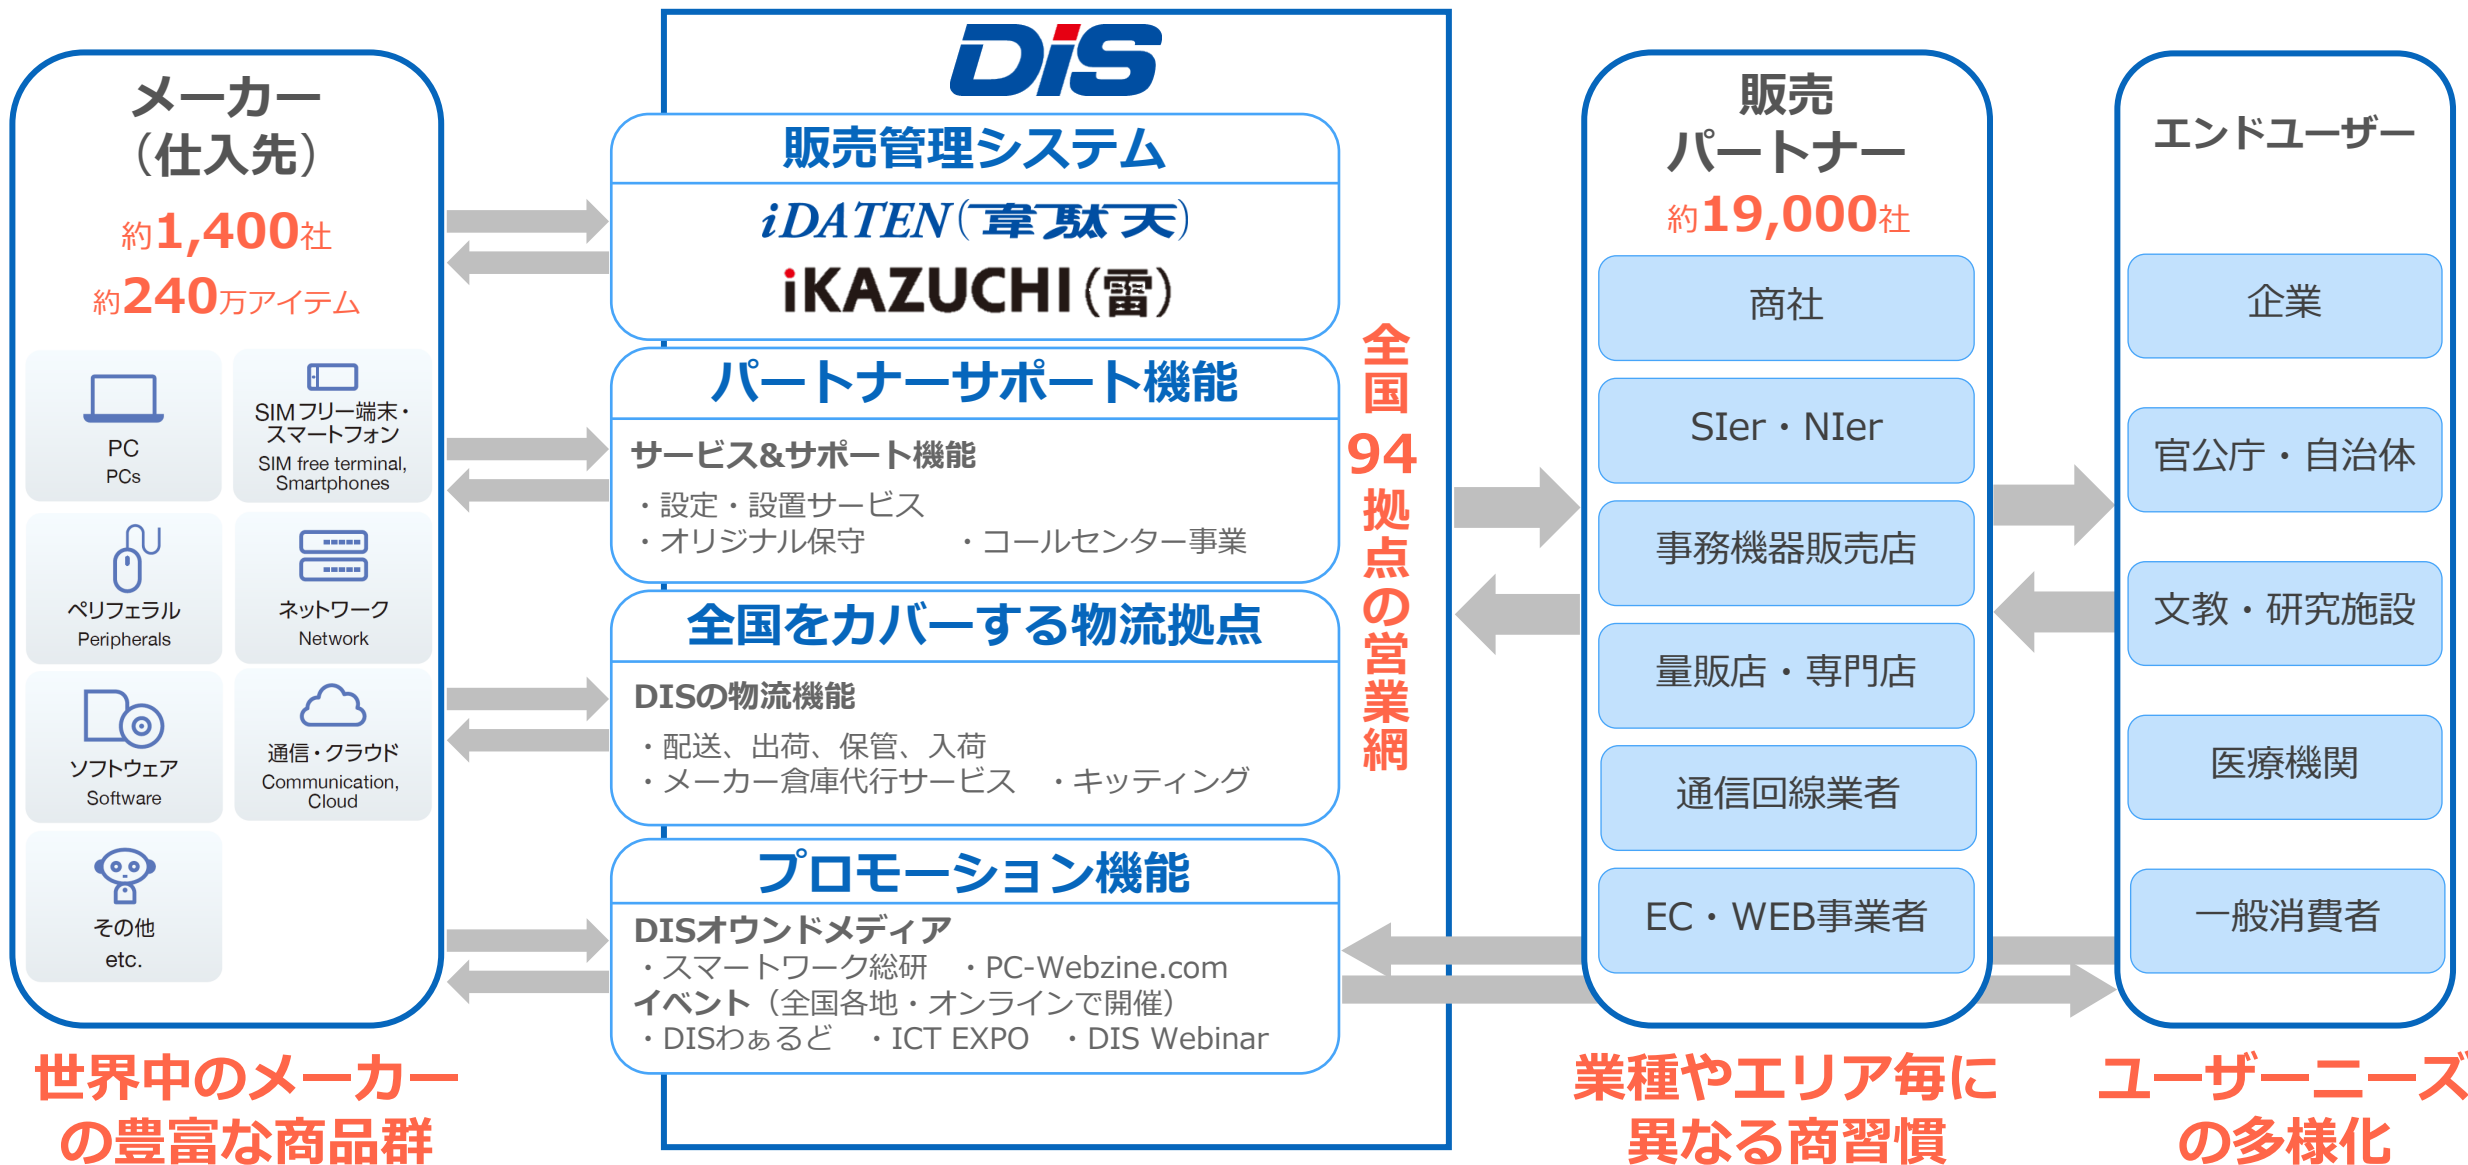 メーカー
（仕入先）
約1,400社
約240万アイテム
PC
PCs
SIMフリー端末・
スマートフォン
SIM free terminal,
Smartphones
ペリフェラル
Peripherals
ネットワーク
Network
ソフトウェア
Software
通信・クラウド
Communication,
Cloud
その他
etc.
世界中のメーカー
の豊富な商品群
DiS
販売管理システム
iDATEN(韋駄天)
iKAZUCHI(雷)
パートナーサポート機能
サービス&サポート機能
・設定・設置サービス
・オリジナル保守 ・コールセンター事業
全国をカバーする物流拠点
DISの物流機能
・配送、出荷、保管、入荷
・メーカー倉庫代行サービス ・キッティング
プロモーション機能
DISオウンドメディア
・スマートワーク総研 ・PC-Webzine.com
イベント（全国各地・オンラインで開催）
・DISわぁるど ・ICT EXPO ・DIS Webinar
全国94拠点の営業網
販売
パートナー
約19,000社
商社
SIer・NIer
事務機器販売店
量販店・専門店
通信回線業者
EC・WEB事業者
業種やエリア毎に
異なる商習慣
エンドユーザー
企業
官公庁・自治体
文教・研究施設
医療機関
一般消費者
ユーザーニーズ
の多様化